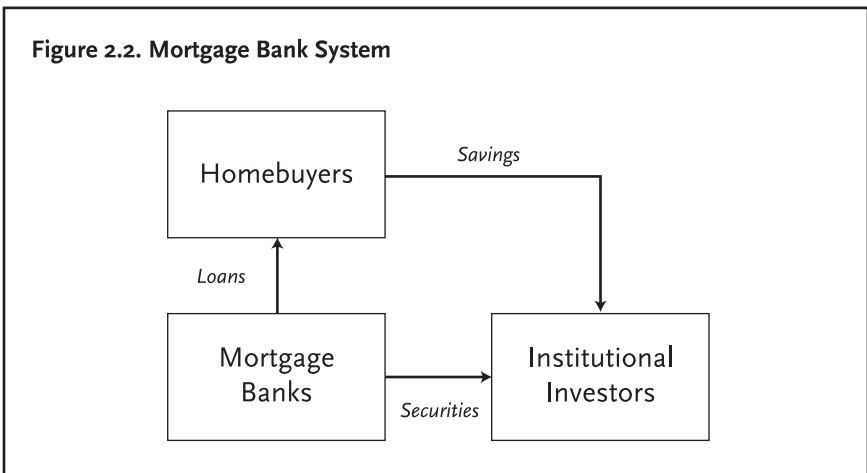 Figure 2.2. Mortgage Bank System
Homebuyers
Savings
Loans
Mortgage
Banks
Securities
Institutional
Investors